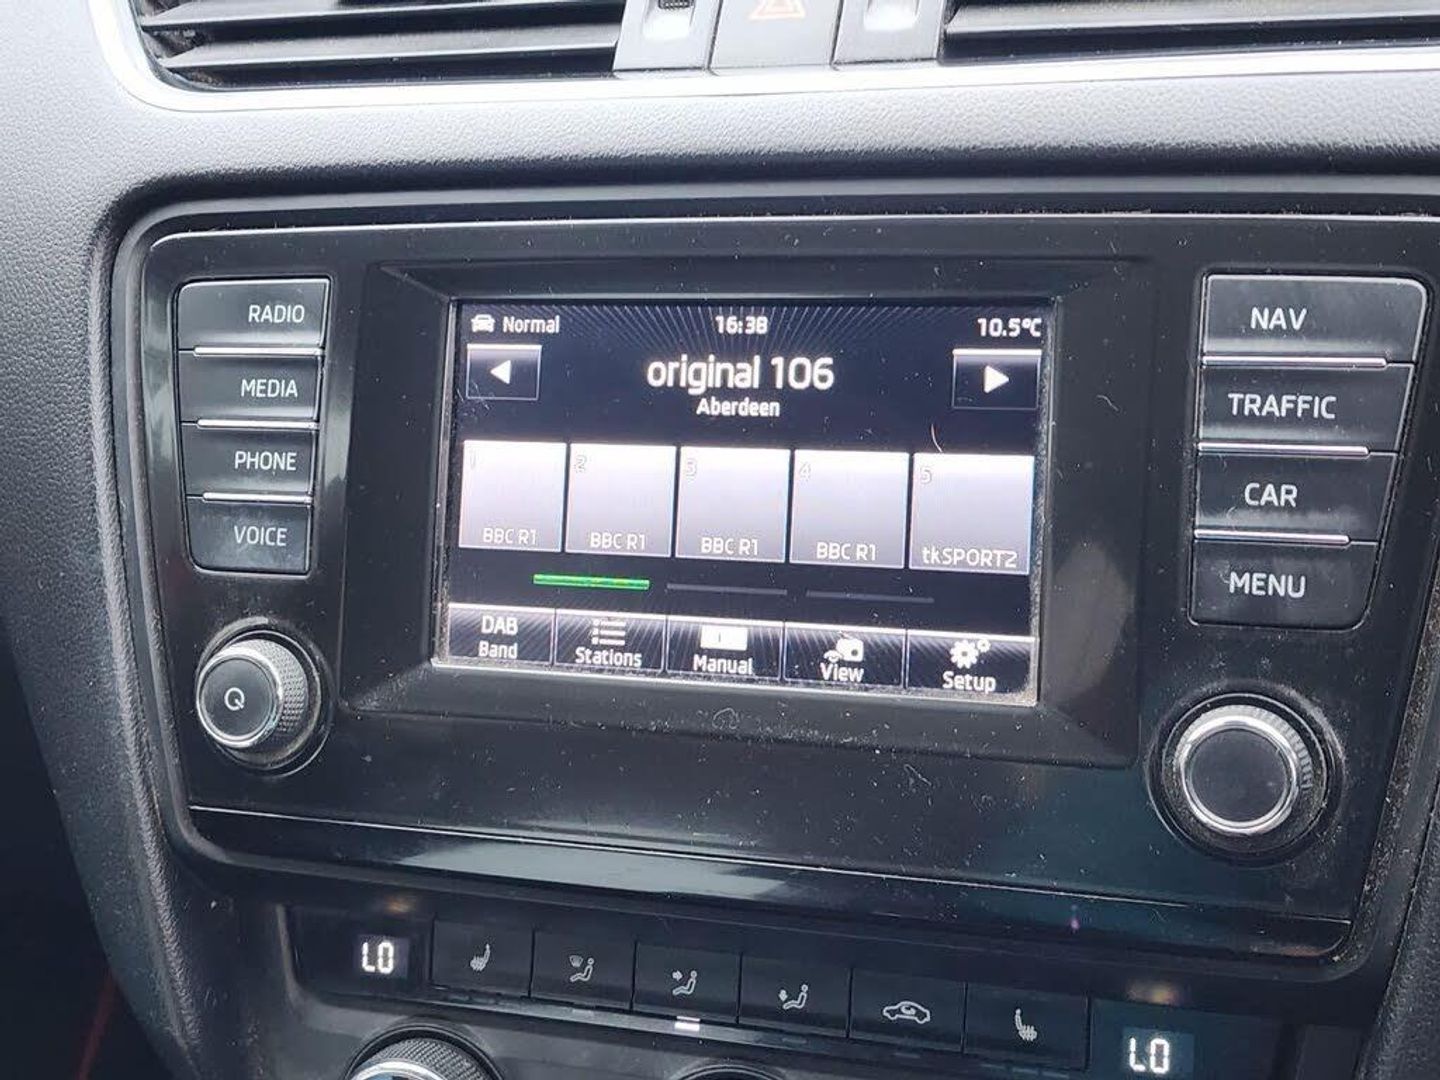 RADIO
MEDIA
PHONE
VOICE
Normal 16:38 10.5°C
original 106
Aberdeen
1 2 3 4 5
BBC R1 BBC R1 BBC R1 BBC R1 tkSPORT2
DAB
Band Stations Manual View Setup
NAV
TRAFFIC
CAR
MENU
LO LO